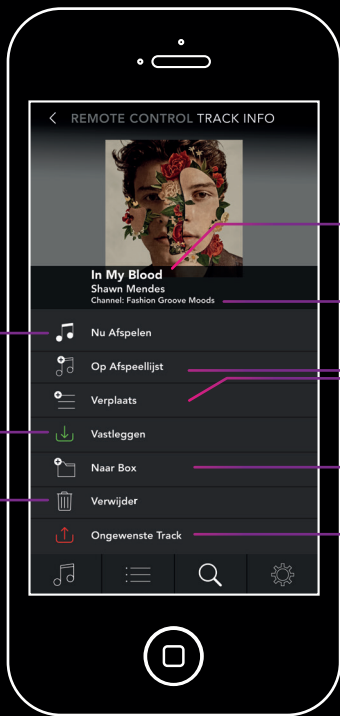 REMOTE CONTROL TRACK INFO
In My Blood
Shawn Mendes
Channel: Fashion Groove Moods
Nu Afspelen
Op Afspeellijst
Verplaats
Vastleggen
Naar Box
Verwijder
Ongewenste Track